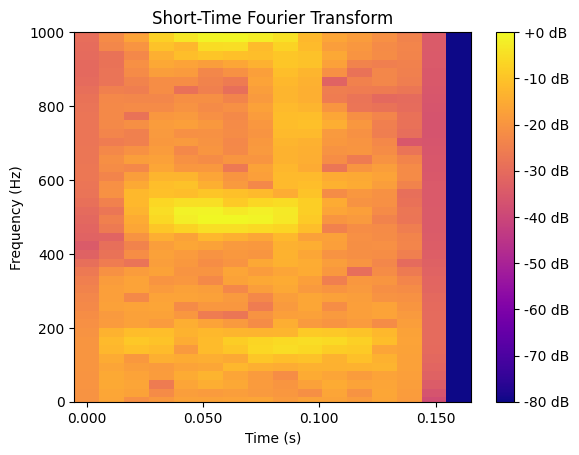 Short-Time Fourier Transform
Frequency (Hz)
1000
800
600
400
200
0
0.000
0.050
0.100
0.150
Time (s)
+0 dB
-10 dB
-20 dB
-30 dB
-40 dB
-50 dB
-60 dB
-70 dB
-80 dB